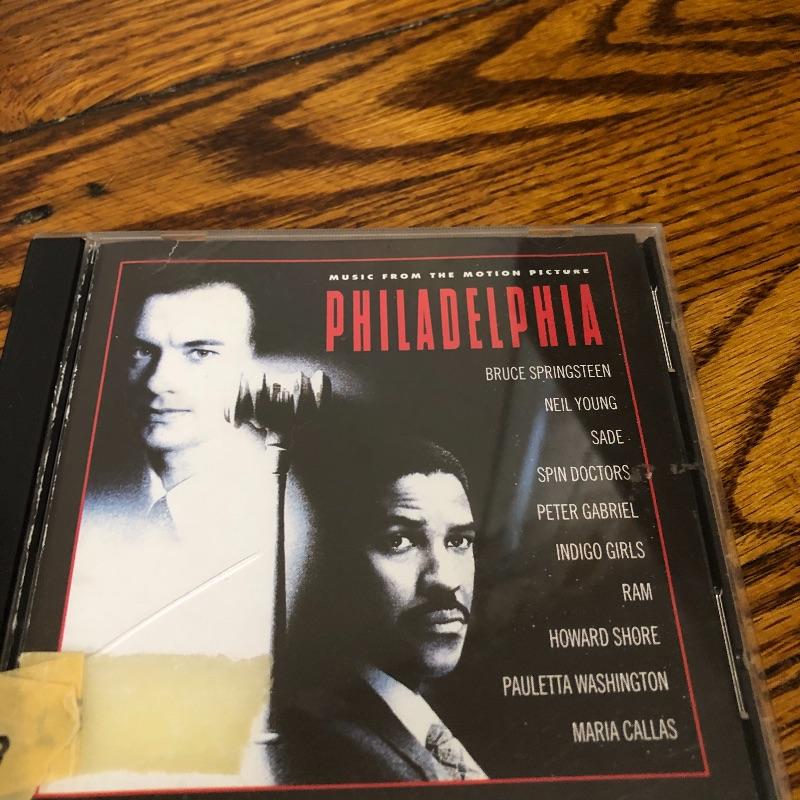 MUSIC FROM THE MOTION PICTURE
PHILADELPHIA
BRUCE SPRINGSTEEN
NEIL YOUNG
SADE
SPIN DOCTORS
PETER GABRIEL
INDIGO GIRLS
RAM
HOWARD SHORE
PAULETTA WASHINGTON
MARIA CALLAS